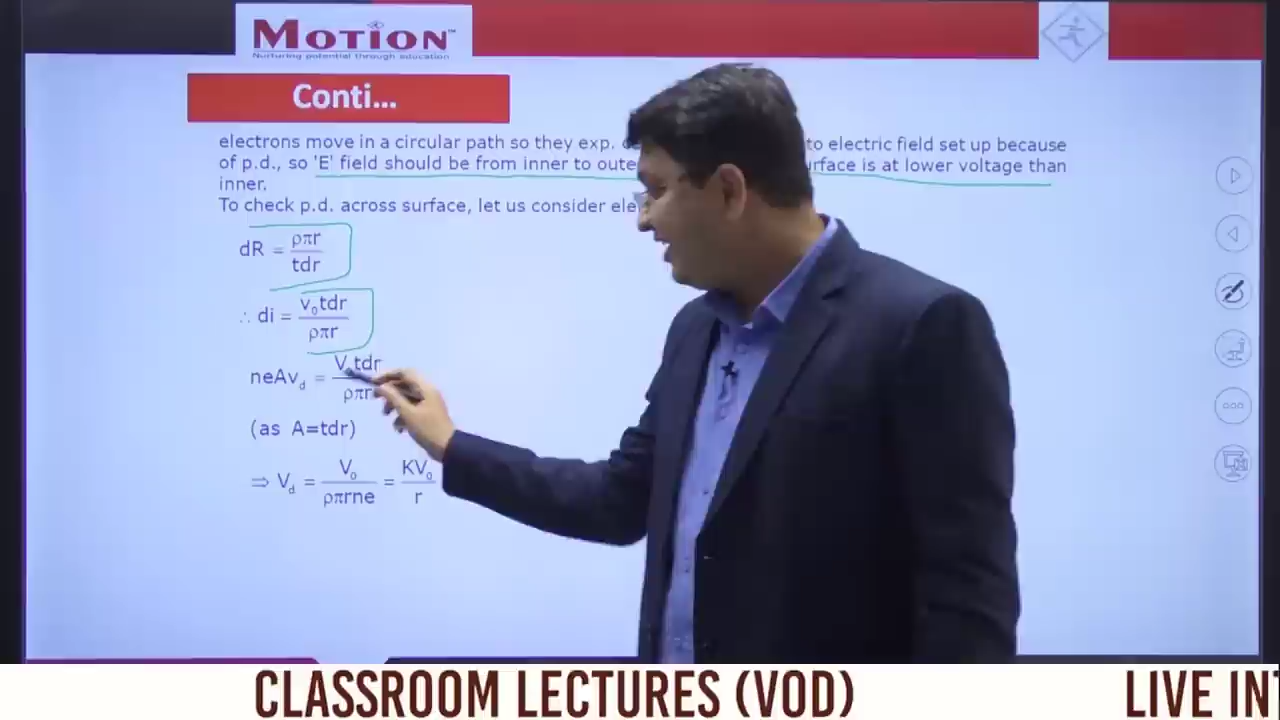 MOTION™
Nurturing potential through education
Conti...
electrons move in a circular path so they exp. to electric field set up because
of p.d., so 'E' field should be from inner to oute urface is at lower voltage than
inner.
To check p.d. across surface, let us consider ele
dR = ρπr / tdr
∴ di = v₀tdr / ρπr
neAv_d = V tdr / ρπr
(as A=tdr)
⇒ V_d = V₀ / ρπrne = KV₀ / r
CLASSROOM LECTURES (VOD)
LIVE IN